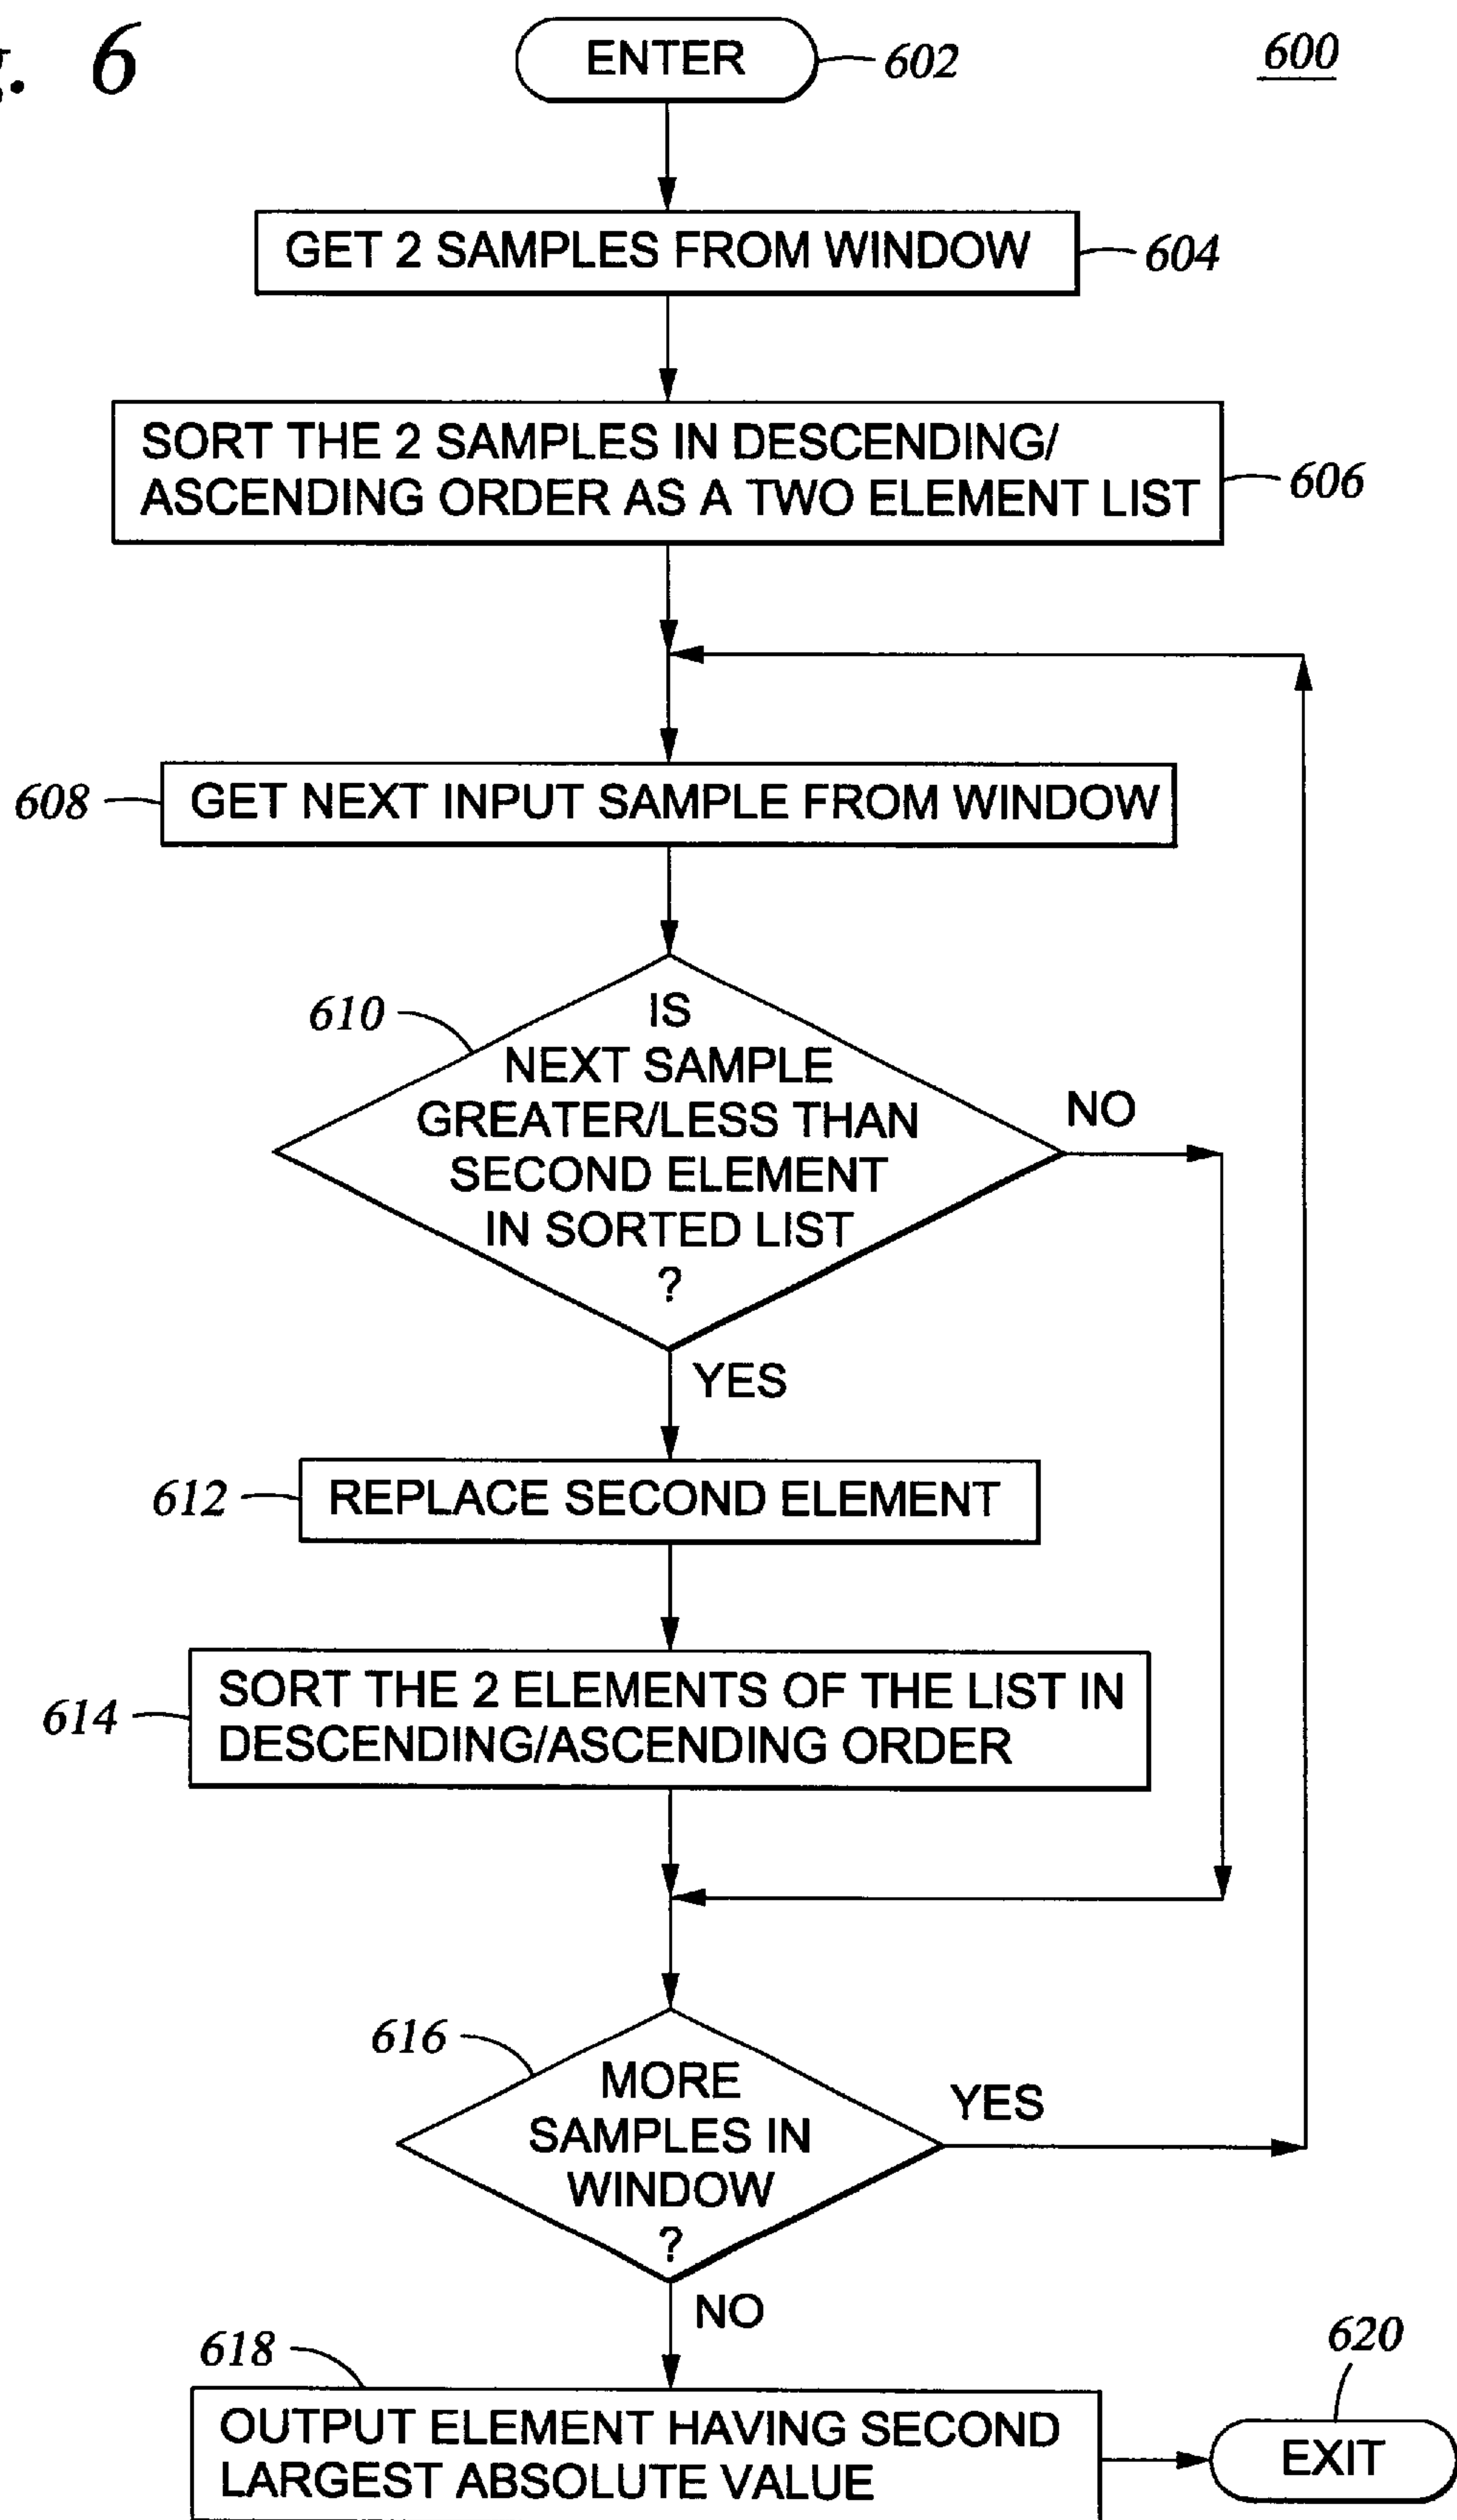 . 6
ENTER
602
600
GET 2 SAMPLES FROM WINDOW
604
SORT THE 2 SAMPLES IN DESCENDING/
ASCENDING ORDER AS A TWO ELEMENT LIST
606
608
GET NEXT INPUT SAMPLE FROM WINDOW
610
IS
NEXT SAMPLE
GREATER/LESS THAN
SECOND ELEMENT
IN SORTED LIST
?
NO
YES
612
REPLACE SECOND ELEMENT
614
SORT THE 2 ELEMENTS OF THE LIST IN
DESCENDING/ASCENDING ORDER
616
MORE
SAMPLES IN
WINDOW
?
YES
NO
618
OUTPUT ELEMENT HAVING SECOND
LARGEST ABSOLUTE VALUE
620
EXIT